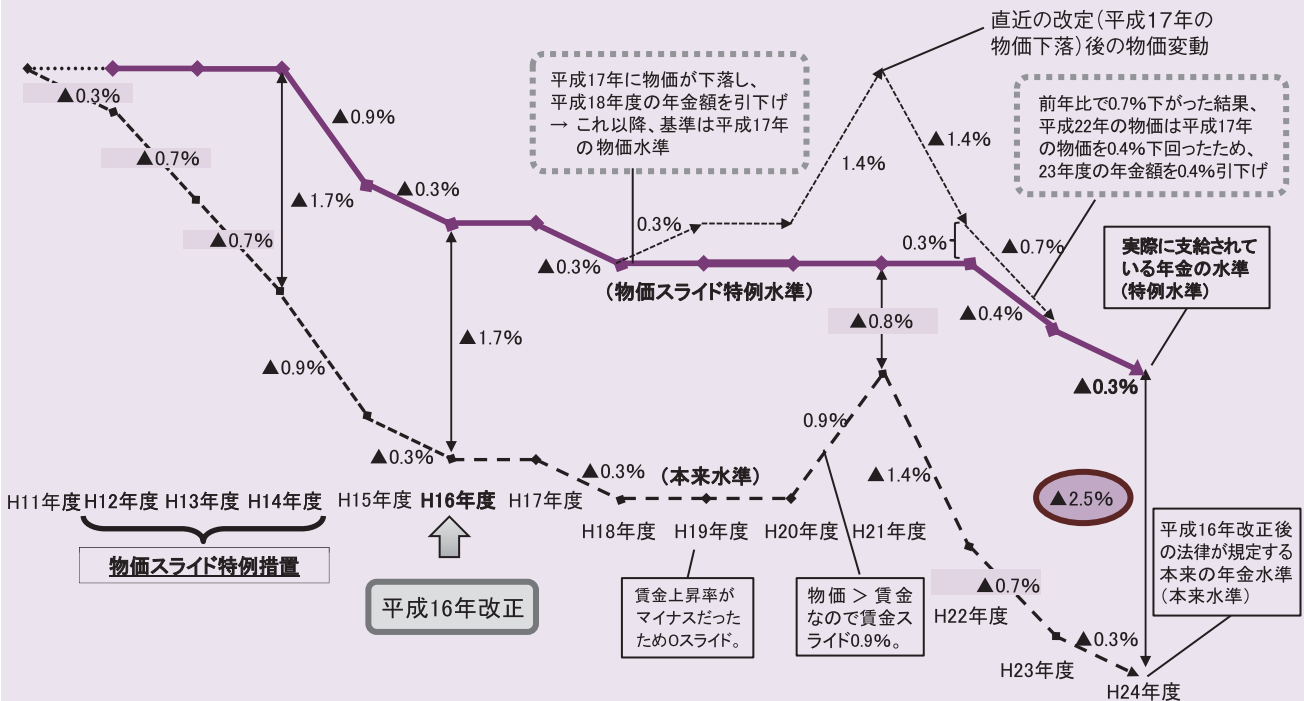 直近の改定(平成17年の
物価下落)後の物価変動
平成17年に物価が下落し、
平成18年度の年金額を引下げ
→ これ以降、基準は平成17年
の物価水準
前年比で0.7%下がった結果、
平成22年の物価は平成17年
の物価を0.4%下回ったため、
23年度の年金額を0.4%引下げ
▲0.3%
▲0.7%
▲0.7%
▲0.9%
▲0.3%
▲1.7%
▲0.9%
▲0.3%
▲1.7%
▲0.3%
0.3%
1.4%
▲1.4%
0.3%
▲0.7%
▲0.4%
▲0.3%
(物価スライド特例水準)
実際に支給されて
いる年金の水準
(特例水準)
▲0.8%
▲0.3%
(本来水準)
0.9%
▲1.4%
▲0.7%
▲0.3%
▲2.5%
H11年度
H12年度
H13年度
H14年度
H15年度
H16年度
H17年度
H18年度
H19年度
H20年度
H21年度
H22年度
H23年度
H24年度
物価スライド特例措置
平成16年改正
賃金上昇率が
マイナスだった
ため0スライド。
物価 > 賃金
なので賃金ス
ライド0.9%。
平成16年改正後
の法律が規定する
本来の年金水準
(本来水準)